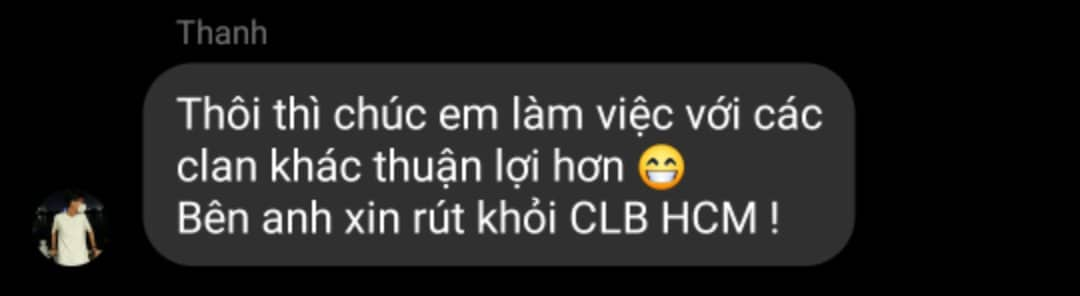 Thanh
Thôi thì chúc em làm việc với các
clan khác thuận lợi hơn 😁
Bên anh xin rút khỏi CLB HCM !